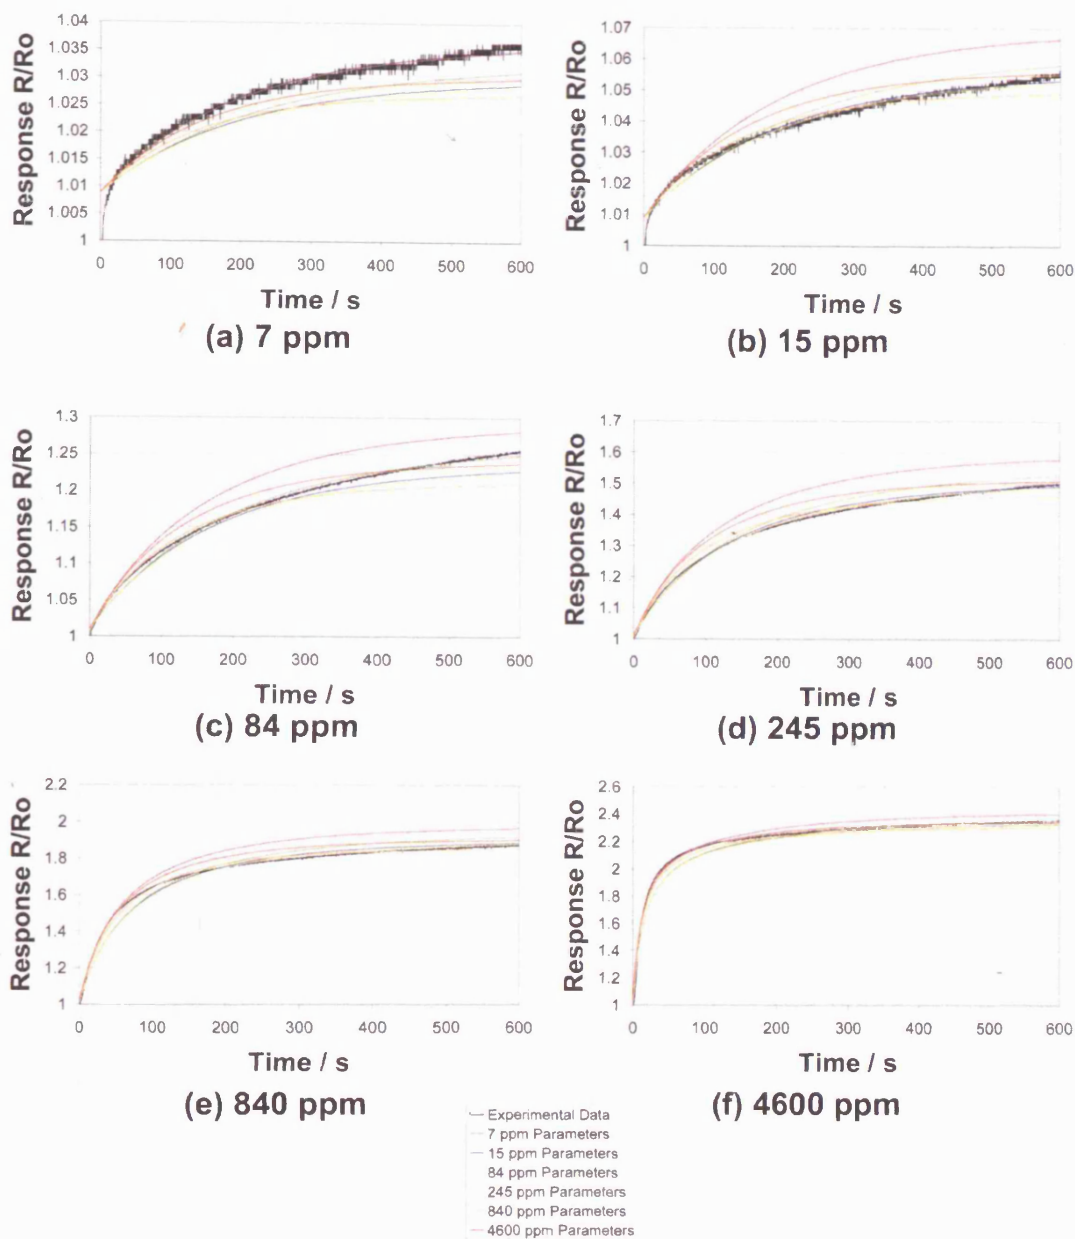 1.04
1.035
1.03
1.025
1.02
1.015
1.01
1.005
1
Response R/Ro
0 100 200 300 400 500 600
Time / s
(a) 7 ppm
1.07
1.06
1.05
1.04
1.03
1.02
1.01
1
Response R/Ro
0 100 200 300 400 500 600
Time / s
(b) 15 ppm
1.3
1.25
1.2
1.15
1.1
1.05
1
Response R/Ro
0 100 200 300 400 500 600
Time / s
(c) 84 ppm
1.7
1.6
1.5
1.4
1.3
1.2
1.1
1
Response R/Ro
0 100 200 300 400 500 600
Time / s
(d) 245 ppm
2.2
2
1.8
1.6
1.4
1.2
1
Response R/Ro
0 100 200 300 400 500 600
Time / s
(e) 840 ppm
2.6
2.4
2.2
2
1.8
1.6
1.4
1.2
1
Response R/Ro
0 100 200 300 400 500 600
Time / s
(f) 4600 ppm
Experimental Data
7 ppm Parameters
15 ppm Parameters
84 ppm Parameters
245 ppm Parameters
840 ppm Parameters
4600 ppm Parameters